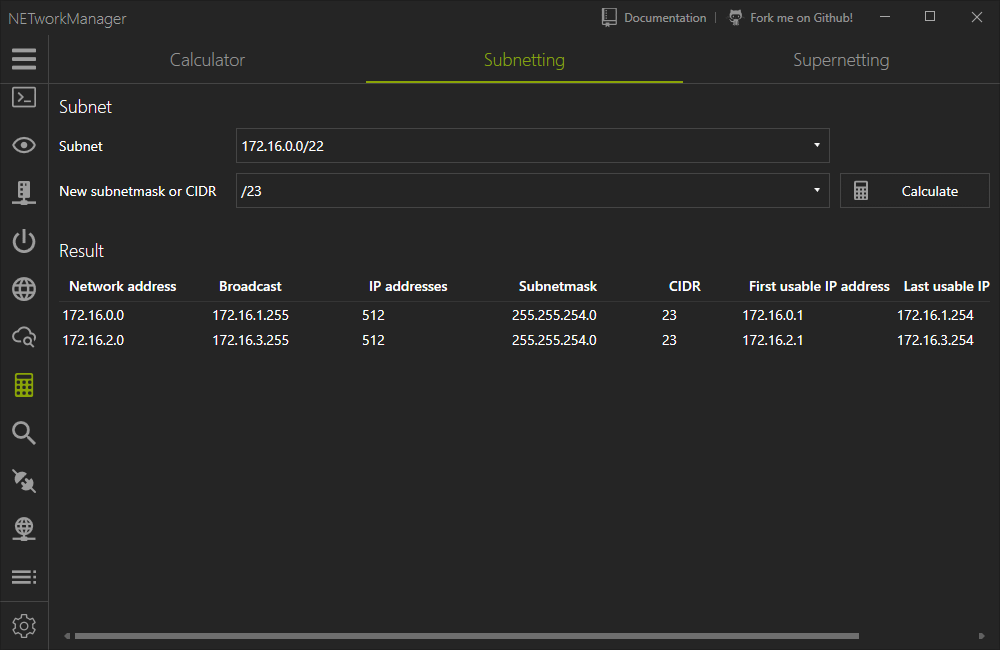 NETworkManager
Documentation | Fork me on Github!
Calculator Subnetting Supernetting
Subnet
Subnet 172.16.0.0/22
New subnetmask or CIDR /23 Calculate
Result
Network address Broadcast IP addresses Subnetmask CIDR First usable IP address Last usable IP
172.16.0.0 172.16.1.255 512 255.255.254.0 23 172.16.0.1 172.16.1.254
172.16.2.0 172.16.3.255 512 255.255.254.0 23 172.16.2.1 172.16.3.254